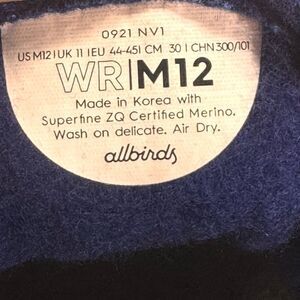 0921 NV1
US M12 | UK 11 | EU 44-45 | CM 30 | CHN 300/101
WR|M12
Made in Korea with
Superfine ZQ Certified Merino.
Wash on delicate. Air Dry.
allbirds